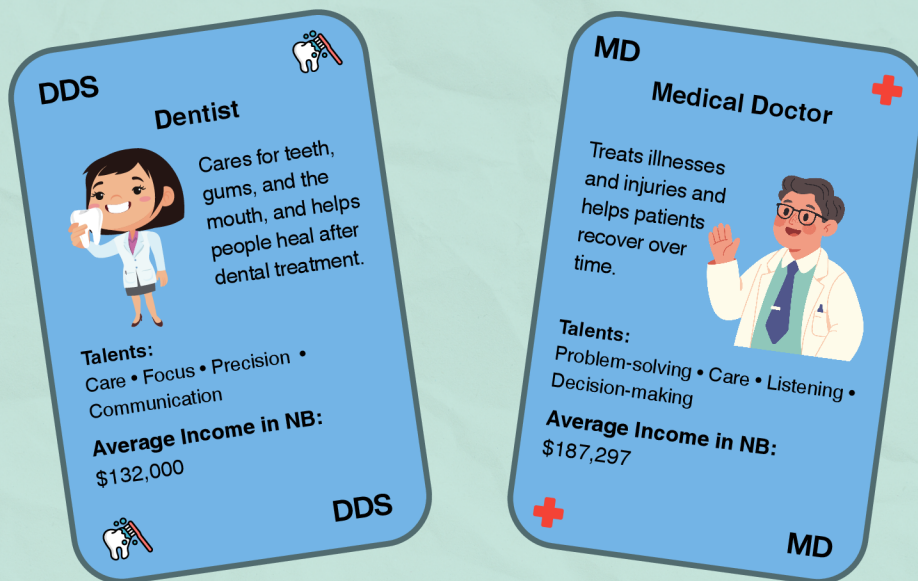 DDS
Dentist
Cares for teeth,
gums, and the
mouth, and helps
people heal after
dental treatment.
Talents:
Care • Focus • Precision •
Communication
Average Income in NB:
$132,000
DDS
MD
Medical Doctor
Treats illnesses
and injuries and
helps patients
recover over
time.
Talents:
Problem-solving • Care • Listening •
Decision-making
Average Income in NB:
$187,297
MD